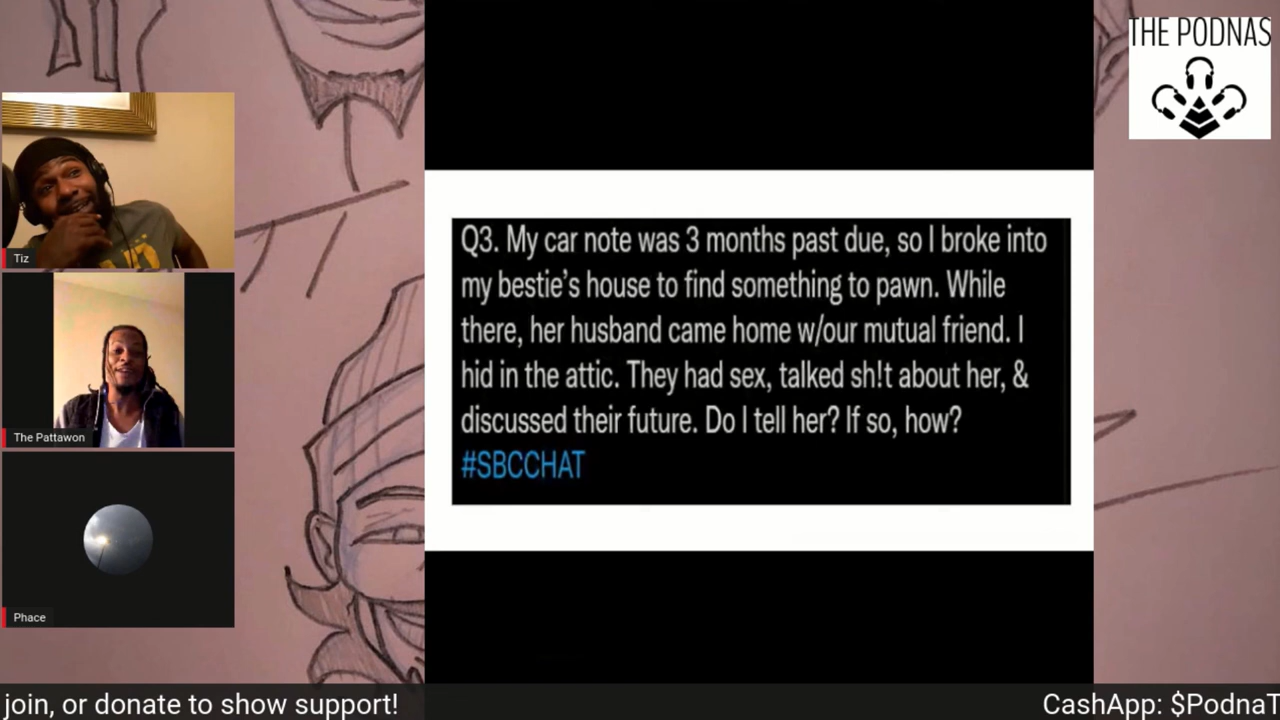 THE PODNAS
Tiz
The Pattawon
Phace
Q3. My car note was 3 months past due, so I broke into
my bestie's house to find something to pawn. While
there, her husband came home w/our mutual friend. I
hid in the attic. They had sex, talked sh!t about her, &
discussed their future. Do I tell her? If so, how?
#SBCCHAT
join, or donate to show support!
CashApp: $PodnaT